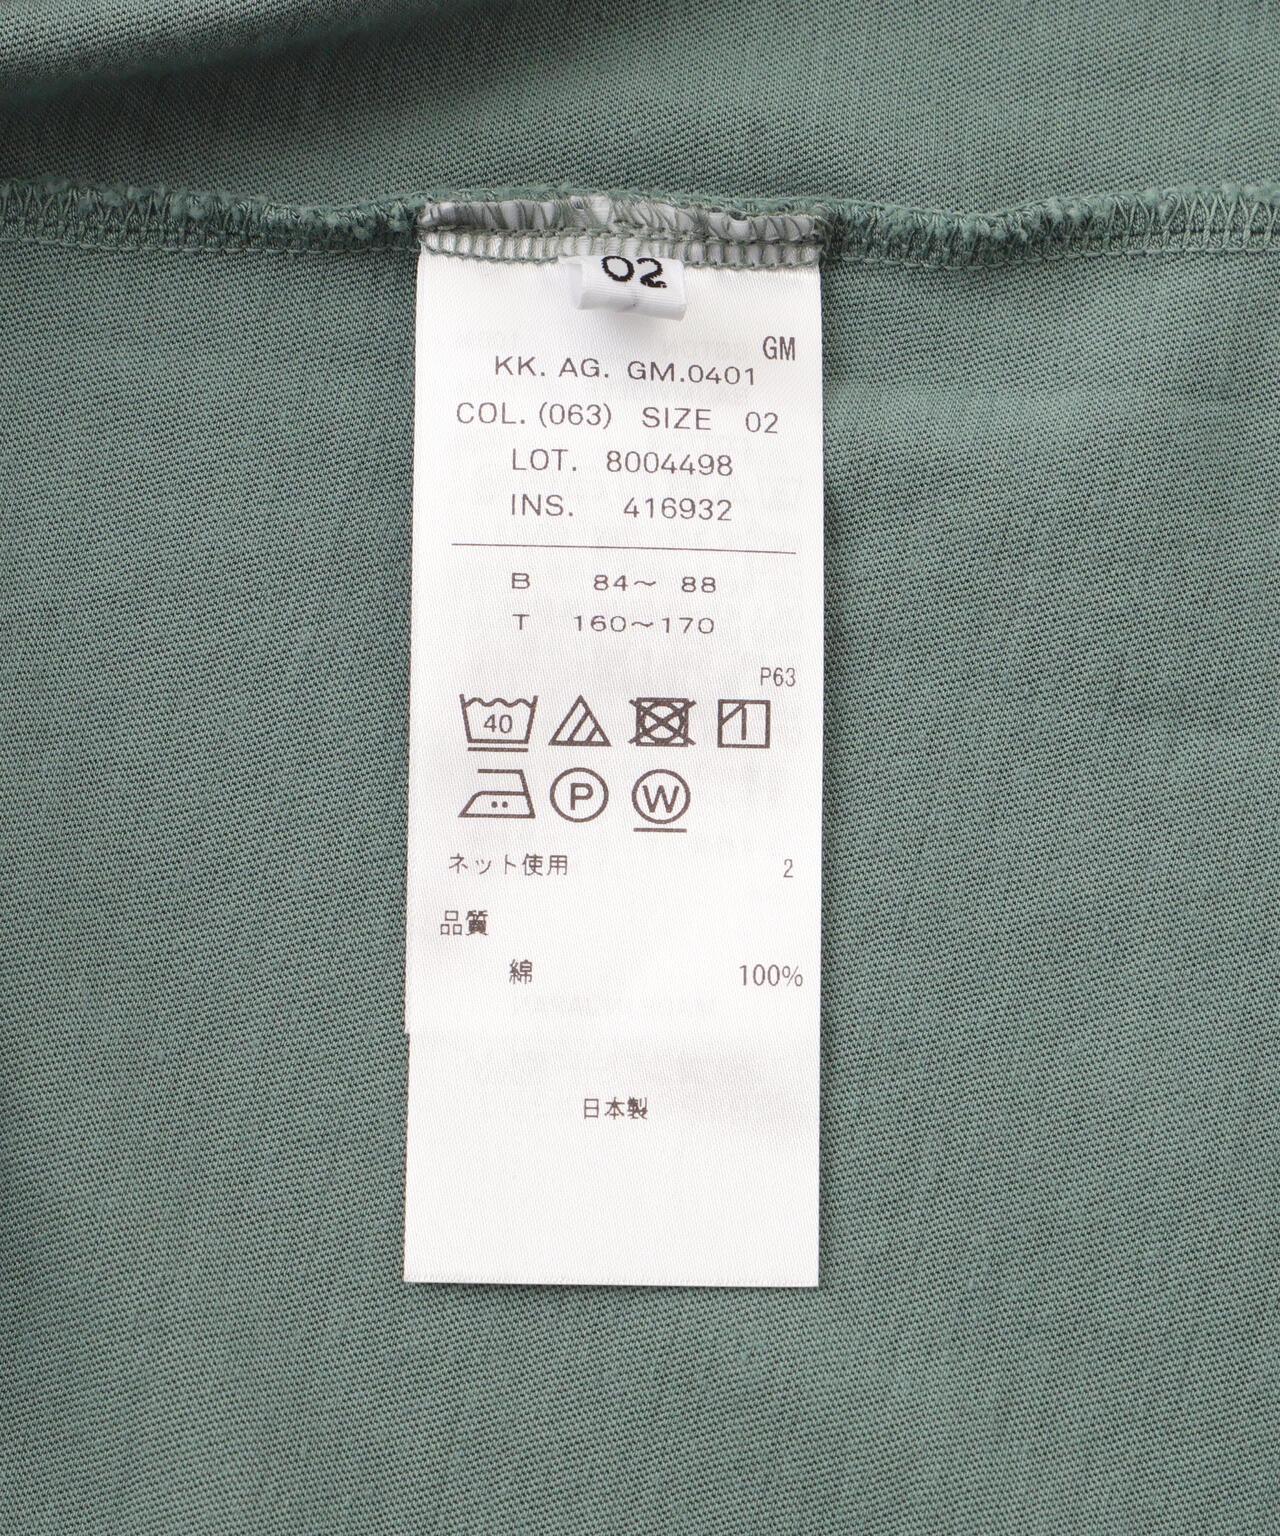 02
GM
KK. AG. GM.0401
COL. (063) SIZE 02
LOT. 8004498
INS. 416932
B 84～ 88
T 160～170
P63
40
P W
ネット使用 2
品質
綿 100%
日本製